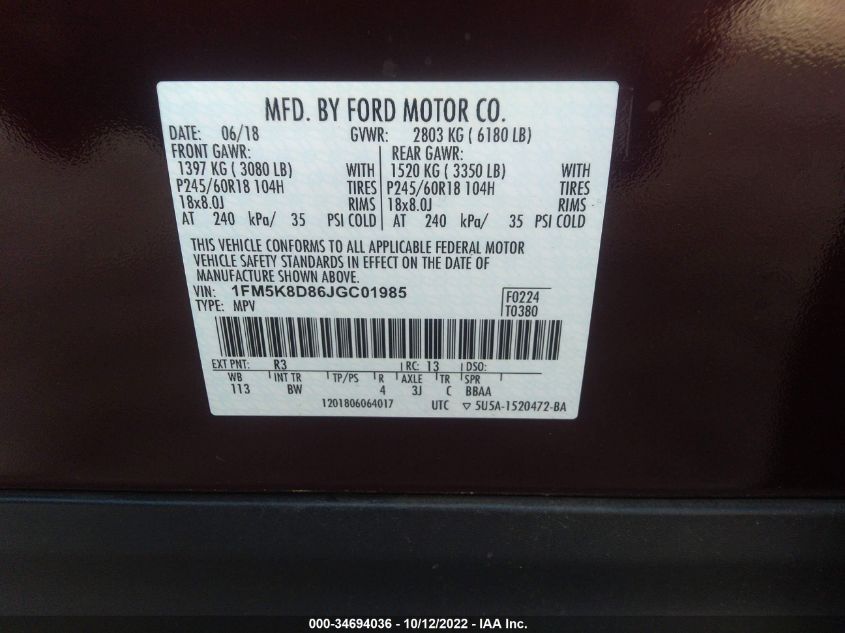 MFD. BY FORD MOTOR CO.
DATE: 06/18 GVWR: 2803 KG ( 6180 LB)
FRONT GAWR: REAR GAWR:
1397 KG ( 3080 LB) WITH 1520 KG ( 3350 LB) WITH
P245/60R18 104H TIRES P245/60R18 104H TIRES
18x8.0J RIMS 18x8.0J RIMS
AT 240 kPa/ 35 PSI COLD AT 240 kPa/ 35 PSI COLD
THIS VEHICLE CONFORMS TO ALL APPLICABLE FEDERAL MOTOR
VEHICLE SAFETY STANDARDS IN EFFECT ON THE DATE OF
MANUFACTURE SHOWN ABOVE.
VIN: 1FM5K8D86JGC01985 F0224
TYPE: MPV T0380
EXT PNT: R3 RC: 13 DSO:
WB INT TR TP/PS R AXLE TR SPR
113 BW 4 3J C BBAA
1201806064017 UTC ▽ 5U5A-1520472-BA
000-34694036 - 10/12/2022 - IAA Inc.